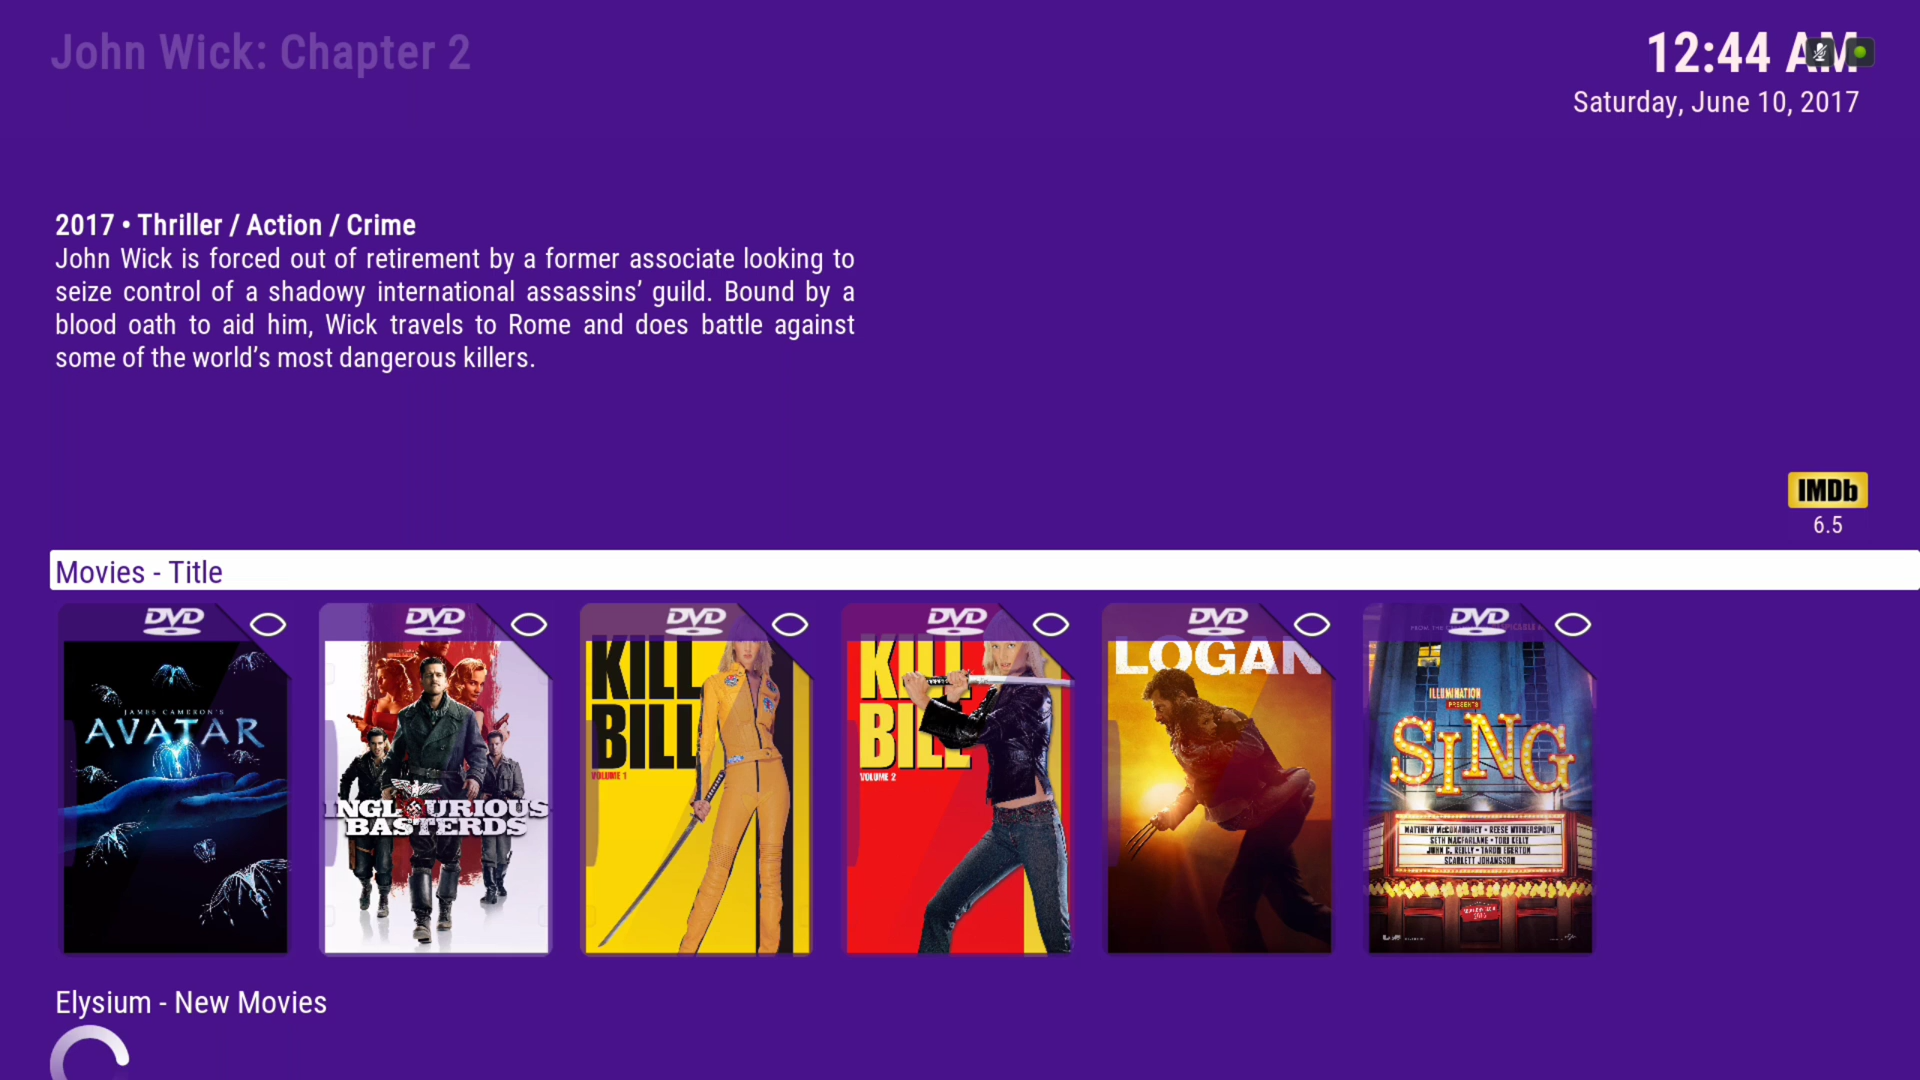 John Wick: Chapter 2
12:44 AM
Saturday, June 10, 2017
2017 • Thriller / Action / Crime
John Wick is forced out of retirement by a former associate looking to
seize control of a shadowy international assassins’ guild. Bound by a
blood oath to aid him, Wick travels to Rome and does battle against
some of the world’s most dangerous killers.
IMDb
6.5
Movies - Title
DVD
JAMES CAMERON'S
AVATAR
DVD
INGLOURIOUS
BASTERDS
DVD
KILL
BILL
VOLUME 1
DVD
KILL
BILL
VOLUME 2
DVD
LOGAN
DVD
ILLUMINATION
PRESENTS
SING
MATTHEW McCONAUGHEY • REESE WITHERSPOON
SETH MACFARLANE • TORI KELLY
JOHN C. REILLY • TARON EGERTON
SCARLETT JOHANSSON
Elysium - New Movies